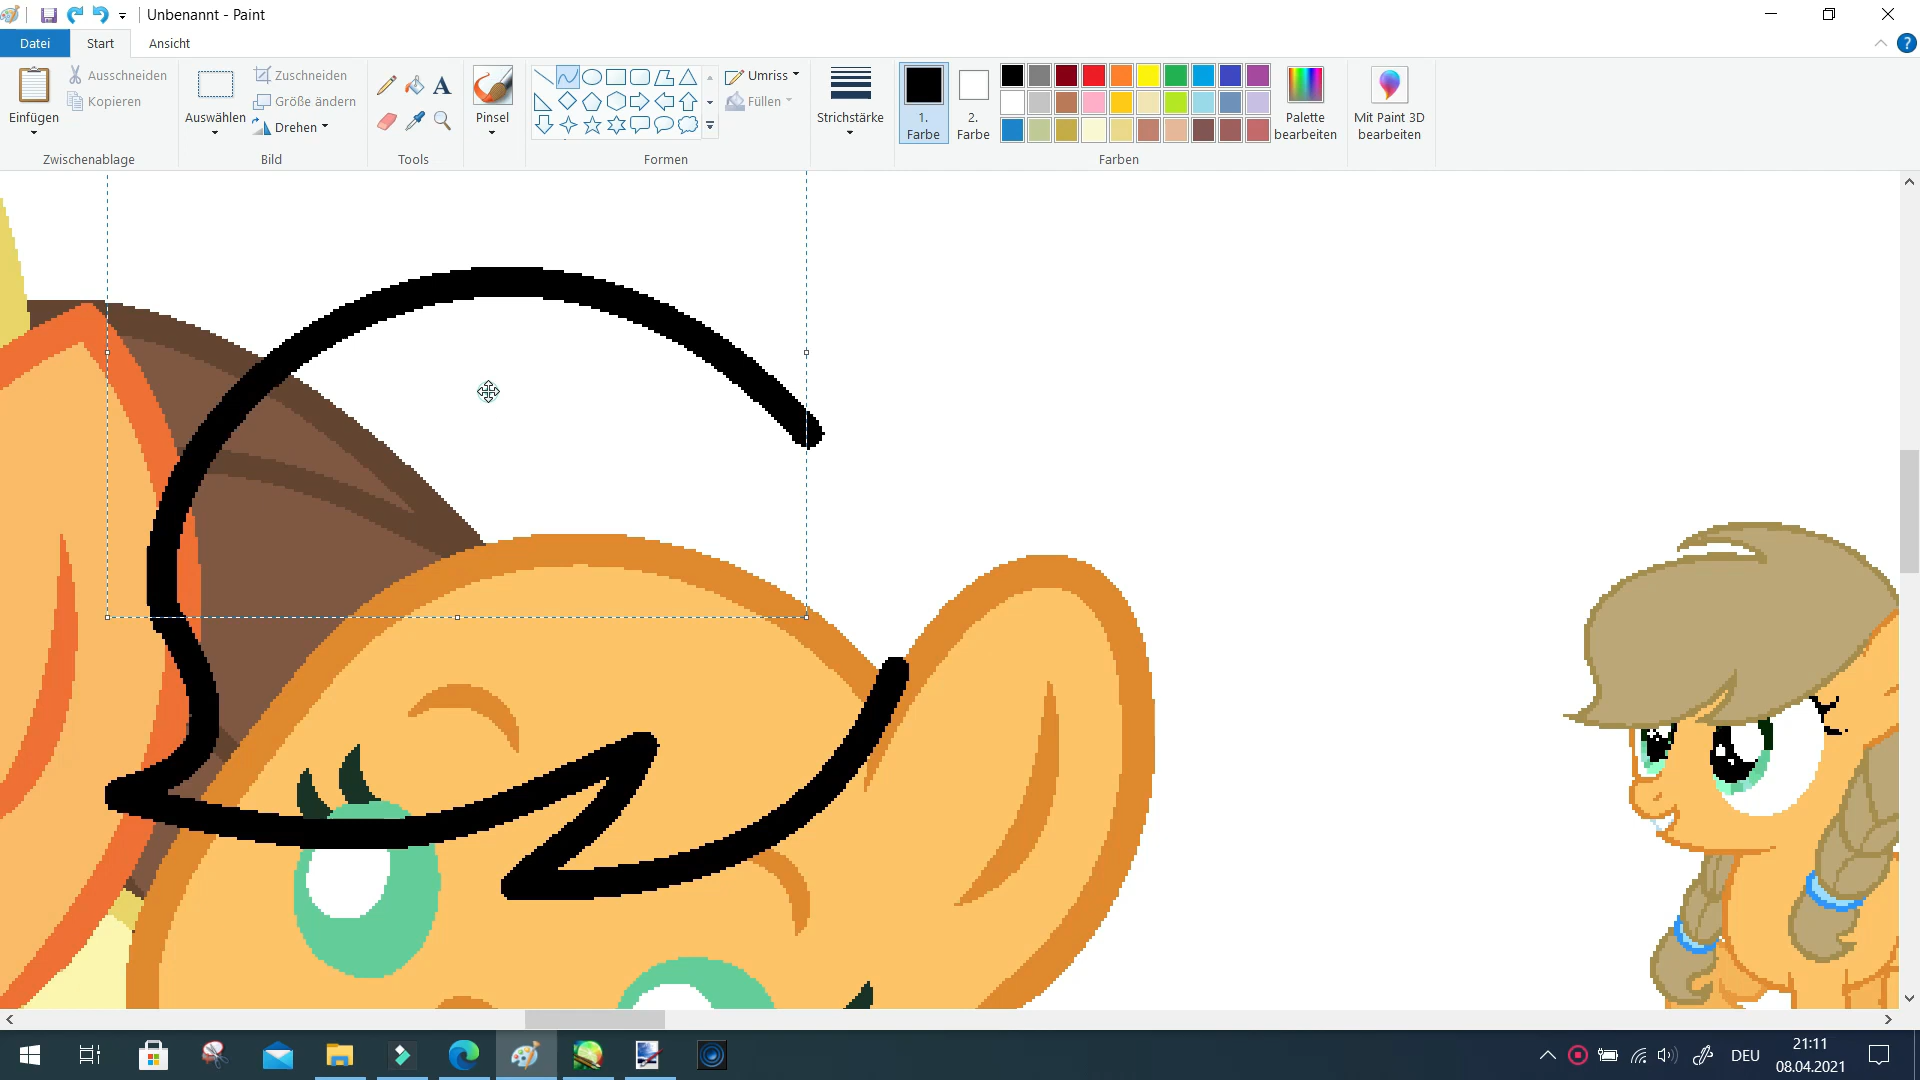 Unbenannt - Paint
Datei
Start
Ansicht
Einfügen
Ausschneiden
Kopieren
Zwischenablage
Auswählen
Zuschneiden
Größe ändern
Drehen
Bild
A
Tools
Pinsel
Umriss
Füllen
Formen
Strichstärke
1.
Farbe
2.
Farbe
Palette
bearbeiten
Farben
Mit Paint 3D
bearbeiten
?
DEU
21:11
08.04.2021